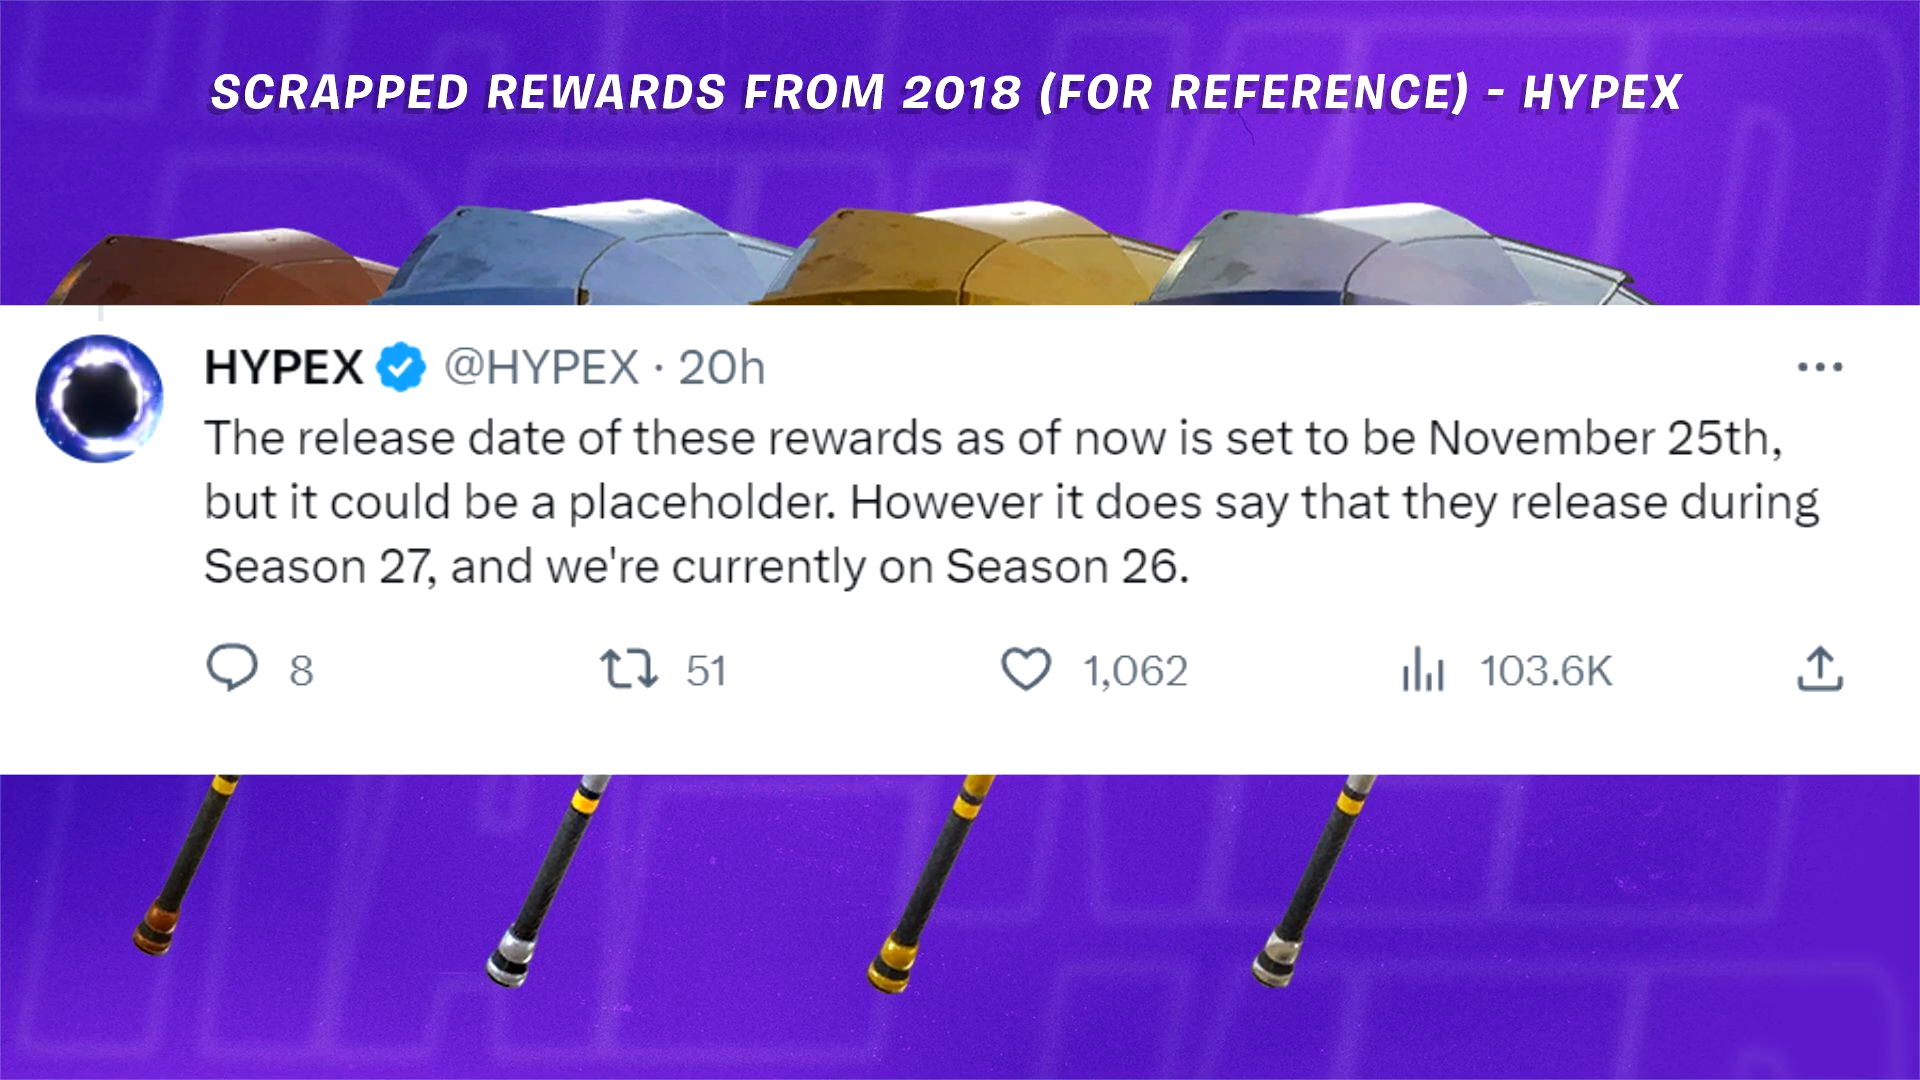 SCRAPPED REWARDS FROM 2018 (FOR REFERENCE) - HYPEX
HYPEX @HYPEX · 20h
The release date of these rewards as of now is set to be November 25th,
but it could be a placeholder. However it does say that they release during
Season 27, and we're currently on Season 26.
8 51 1,062 103.6K